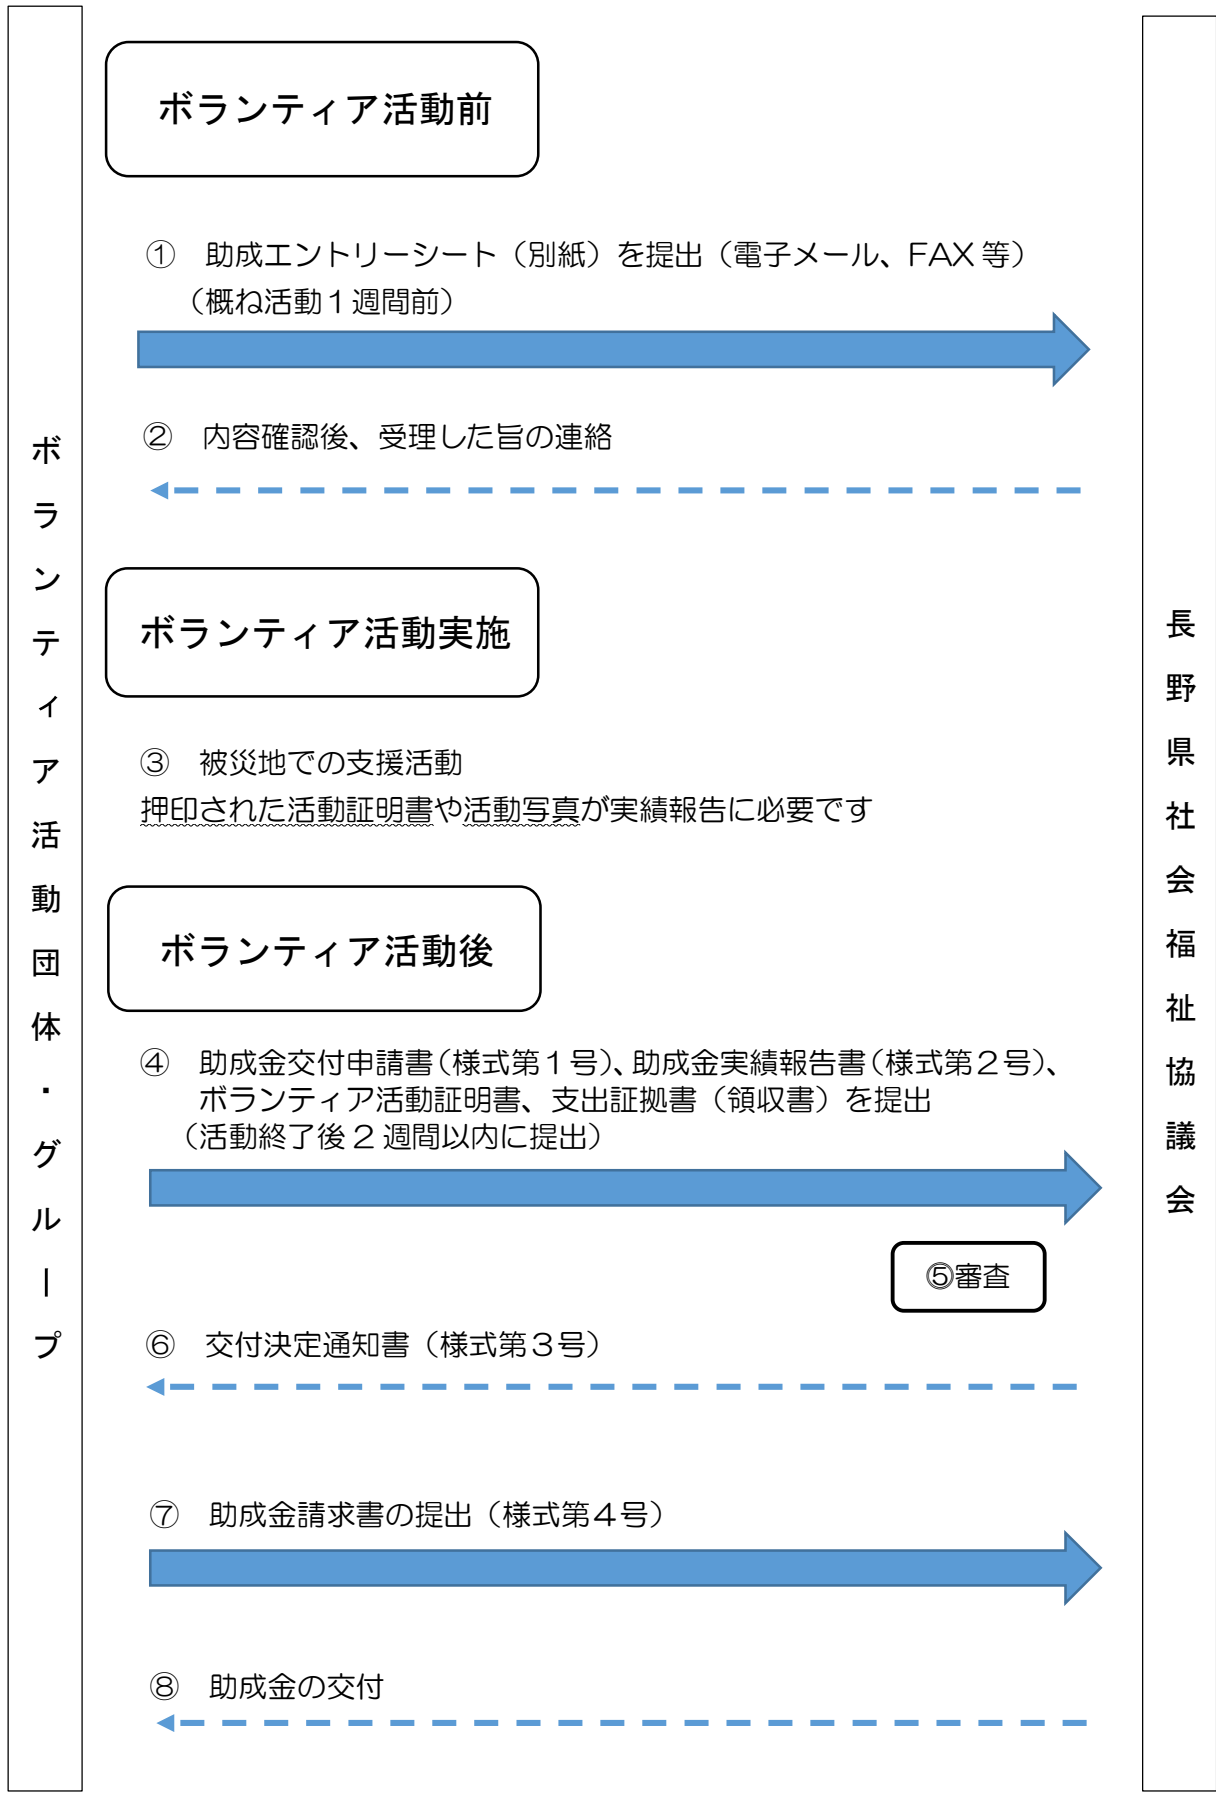 ボランティア活動団体・グループ
ボランティア活動前
①　助成エントリーシート（別紙）を提出（電子メール、FAX 等）
（概ね活動１週間前）
②　内容確認後、受理した旨の連絡
ボランティア活動実施
③　被災地での支援活動
押印された活動証明書や活動写真が実績報告に必要です
ボランティア活動後
④　助成金交付申請書（様式第１号）、助成金実績報告書（様式第２号）、
ボランティア活動証明書、支出証拠書（領収書）を提出
（活動終了後２週間以内に提出）
⑤審査
⑥　交付決定通知書（様式第３号）
⑦　助成金請求書の提出（様式第４号）
⑧　助成金の交付
長野県社会福祉協議会